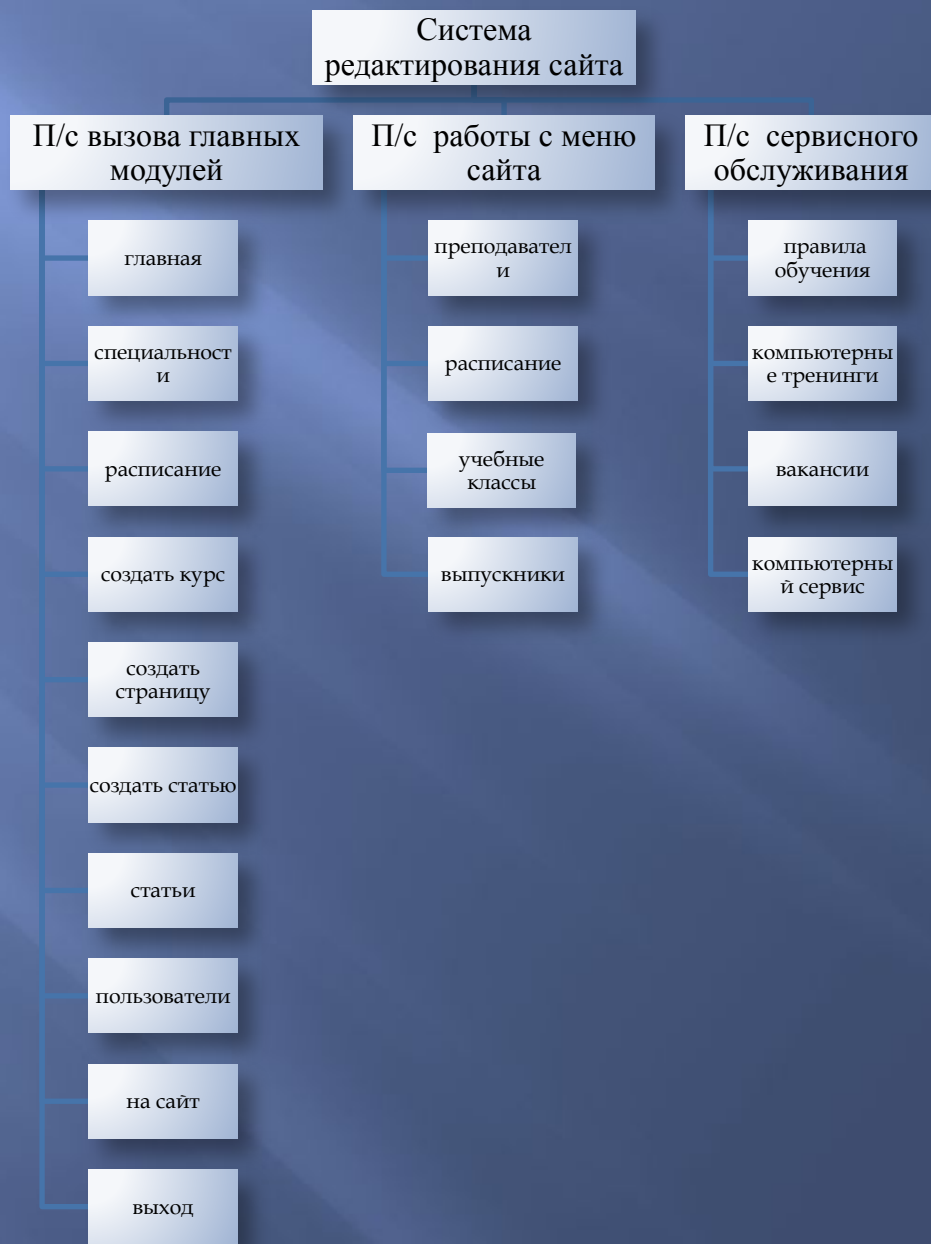 Система
редактирования сайта
П/с вызова главных
модулей
главная
специальност
и
расписание
создать курс
создать
страницу
создать статью
статьи
пользователи
на сайт
выход
П/с работы с меню
сайта
преподавател
и
расписание
учебные
классы
выпускники
П/с сервисного
обслуживания
правила
обучения
компьютерны
е тренинги
вакансии
компьютерны
й сервис